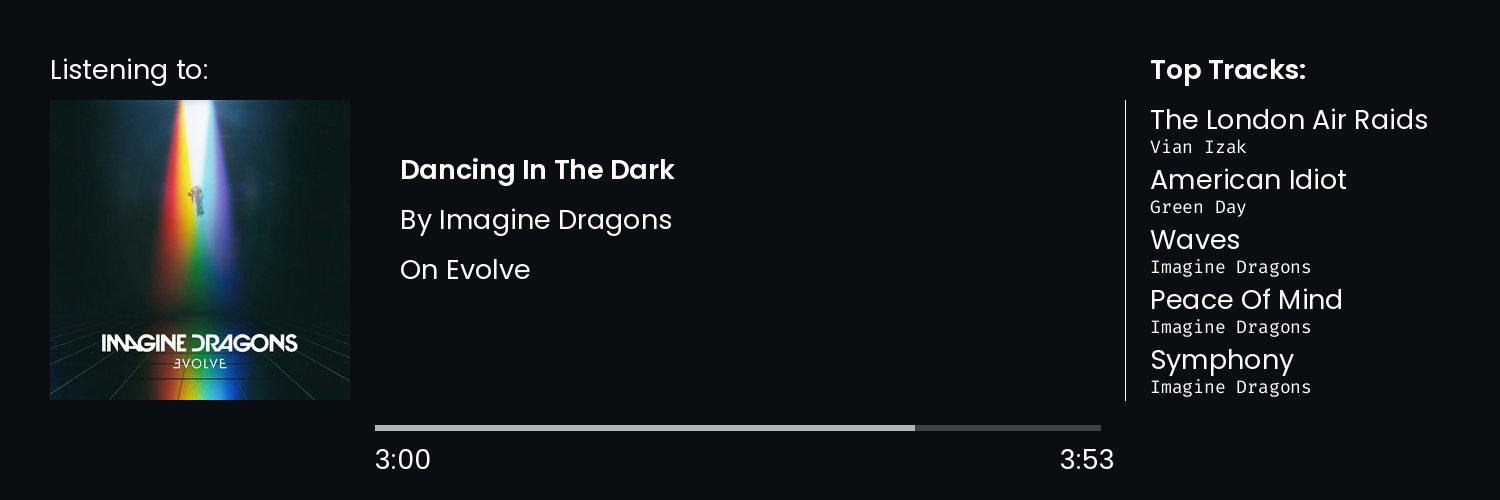 Listening to:
IMAGINE DRAGONS
EVOLVE
Dancing In The Dark
By Imagine Dragons
On Evolve
3:00
3:53
Top Tracks:
The London Air Raids
Vian Izak
American Idiot
Green Day
Waves
Imagine Dragons
Peace Of Mind
Imagine Dragons
Symphony
Imagine Dragons